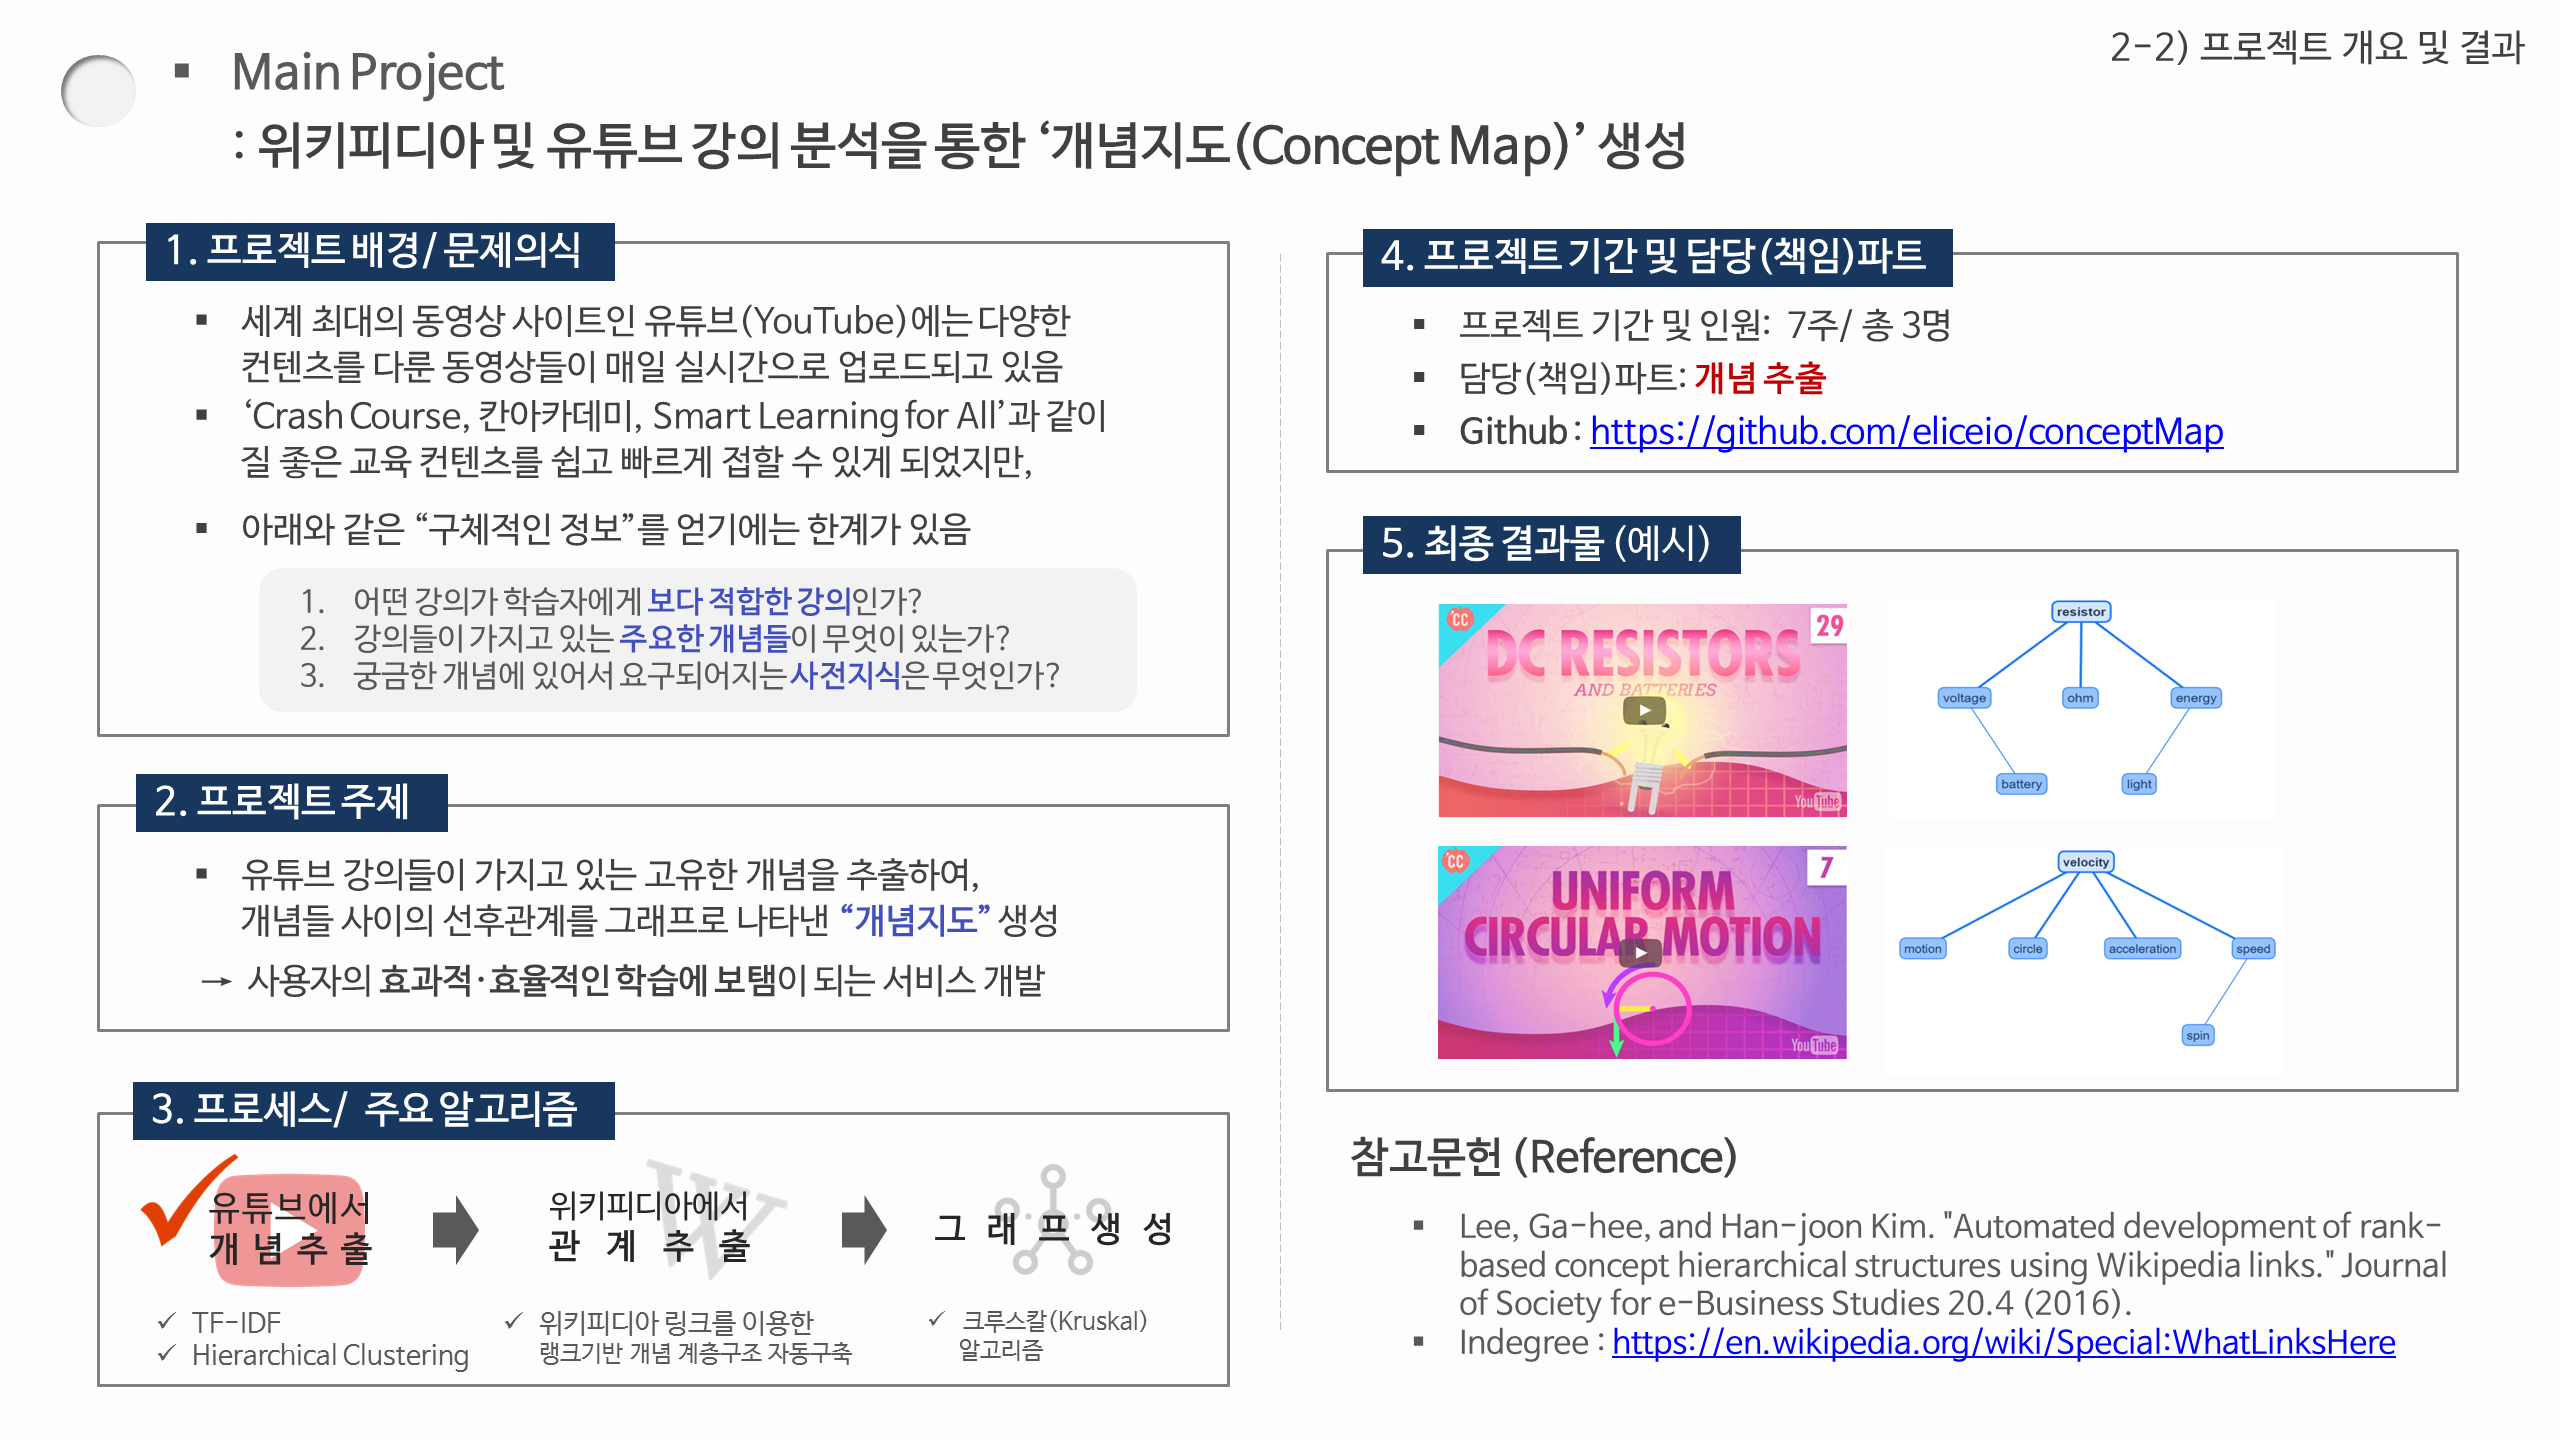 2-2) 프로젝트 개요 및 결과
▪ Main Project
: 위키피디아 및 유튜브 강의 분석을 통한 ‘개념지도(Concept Map)’ 생성
1. 프로젝트 배경/ 문제의식
▪ 세계 최대의 동영상 사이트인 유튜브(YouTube)에는 다양한
컨텐츠를 다룬 동영상들이 매일 실시간으로 업로드되고 있음
▪ ‘Crash Course, 칸아카데미, Smart Learning for All’과 같이
질 좋은 교육 컨텐츠를 쉽고 빠르게 접할 수 있게 되었지만,
▪ 아래와 같은 “구체적인 정보”를 얻기에는 한계가 있음
1. 어떤 강의가 학습자에게 보다 적합한 강의인가?
2. 강의들이 가지고 있는 주요한 개념들이 무엇이 있는가?
3. 궁금한 개념에 있어서 요구되어지는 사전지식은 무엇인가?
2. 프로젝트 주제
▪ 유튜브 강의들이 가지고 있는 고유한 개념을 추출하여,
개념들 사이의 선후관계를 그래프로 나타낸 “개념지도” 생성
→ 사용자의 효과적·효율적인 학습에 보탬이 되는 서비스 개발
3. 프로세스/ 주요 알고리즘
유튜브에서
개 념 추 출
✓ TF-IDF
✓ Hierarchical Clustering
위키피디아에서
관 계 추 출
✓ 위키피디아 링크를 이용한
랭크기반 개념 계층구조 자동구축
그 래 프 생 성
✓ 크루스칼(Kruskal)
알고리즘
4. 프로젝트 기간 및 담당(책임)파트
▪ 프로젝트 기간 및 인원: 7주/ 총 3명
▪ 담당(책임)파트: 개념 추출
▪ Github : https://github.com/eliceio/conceptMap
5. 최종 결과물 (예시)
CC
29
DC RESISTORS
AND BATTERIES
YouTube
resistor
voltage
ohm
energy
battery
light
CC
7
UNIFORM
CIRCULAR MOTION
YouTube
velocity
motion
circle
acceleration
speed
spin
참고문헌 (Reference)
▪ Lee, Ga-hee, and Han-joon Kim. "Automated development of rank-
based concept hierarchical structures using Wikipedia links." Journal
of Society for e-Business Studies 20.4 (2016).
▪ Indegree : https://en.wikipedia.org/wiki/Special:WhatLinksHere